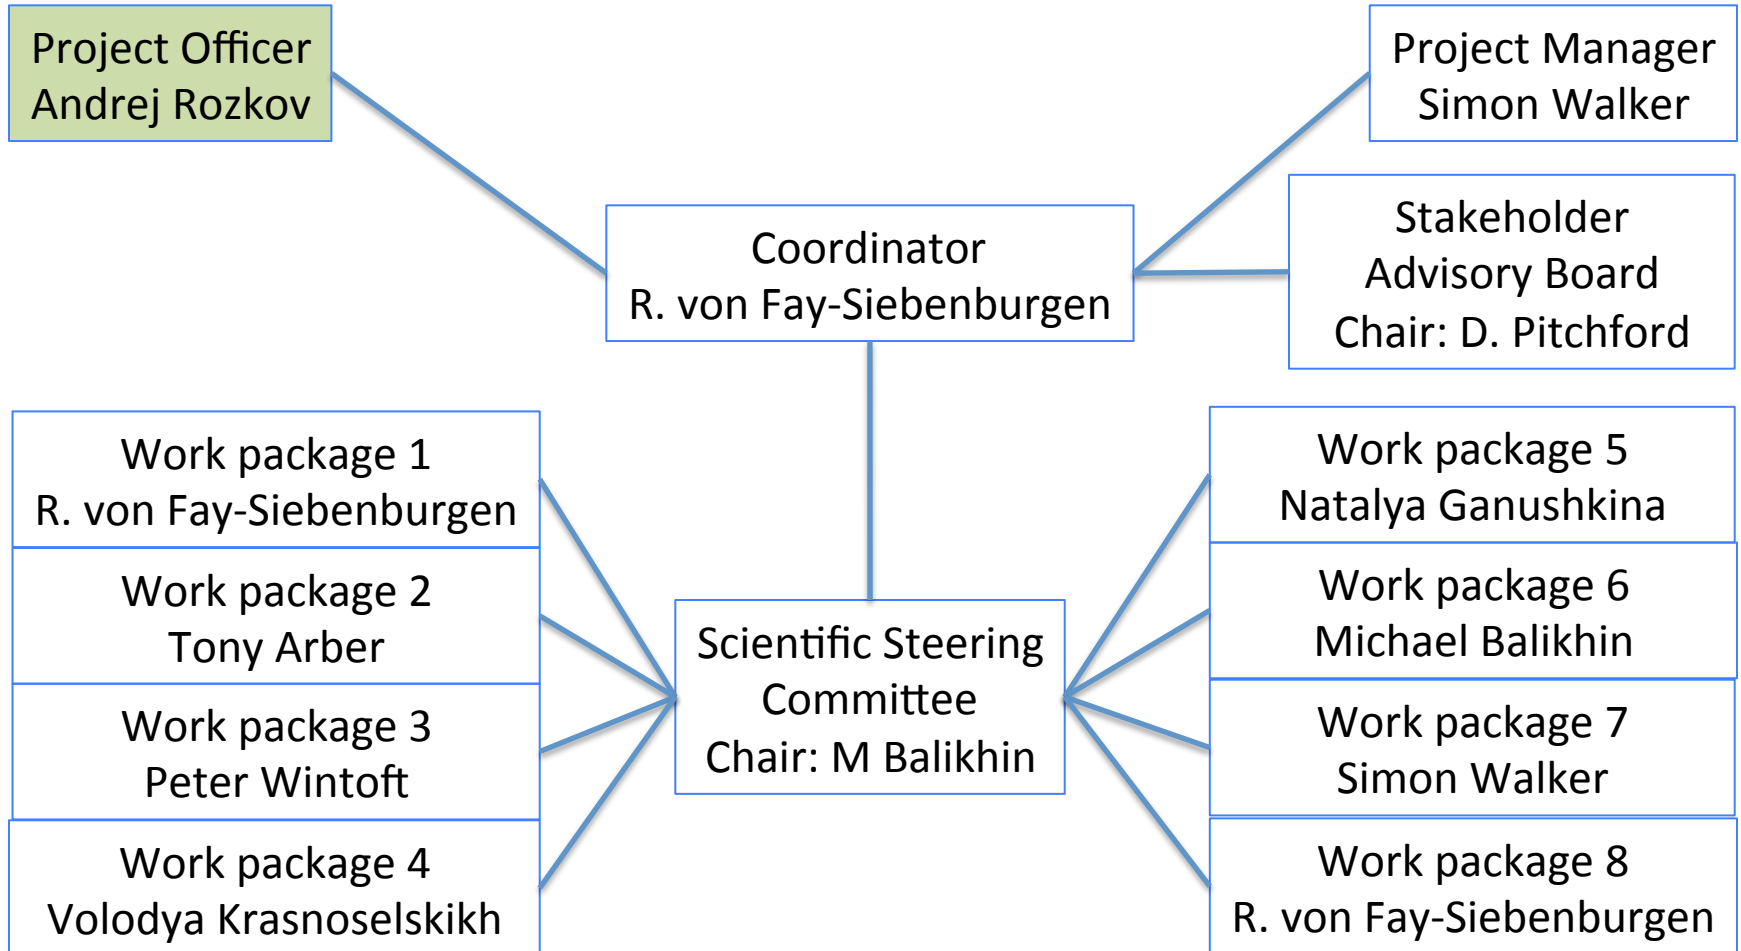 Project Officer
Andrej Rozkov
Project Manager
Simon Walker
Stakeholder
Advisory Board
Chair: D. Pitchford
Coordinator
R. von Fay-Siebenburgen
Work package 1
R. von Fay-Siebenburgen
Work package 2
Tony Arber
Work package 3
Peter Wintoft
Work package 4
Volodya Krasnoselskikh
Scientific Steering
Committee
Chair: M Balikhin
Work package 5
Natalya Ganushkina
Work package 6
Michael Balikhin
Work package 7
Simon Walker
Work package 8
R. von Fay-Siebenburgen